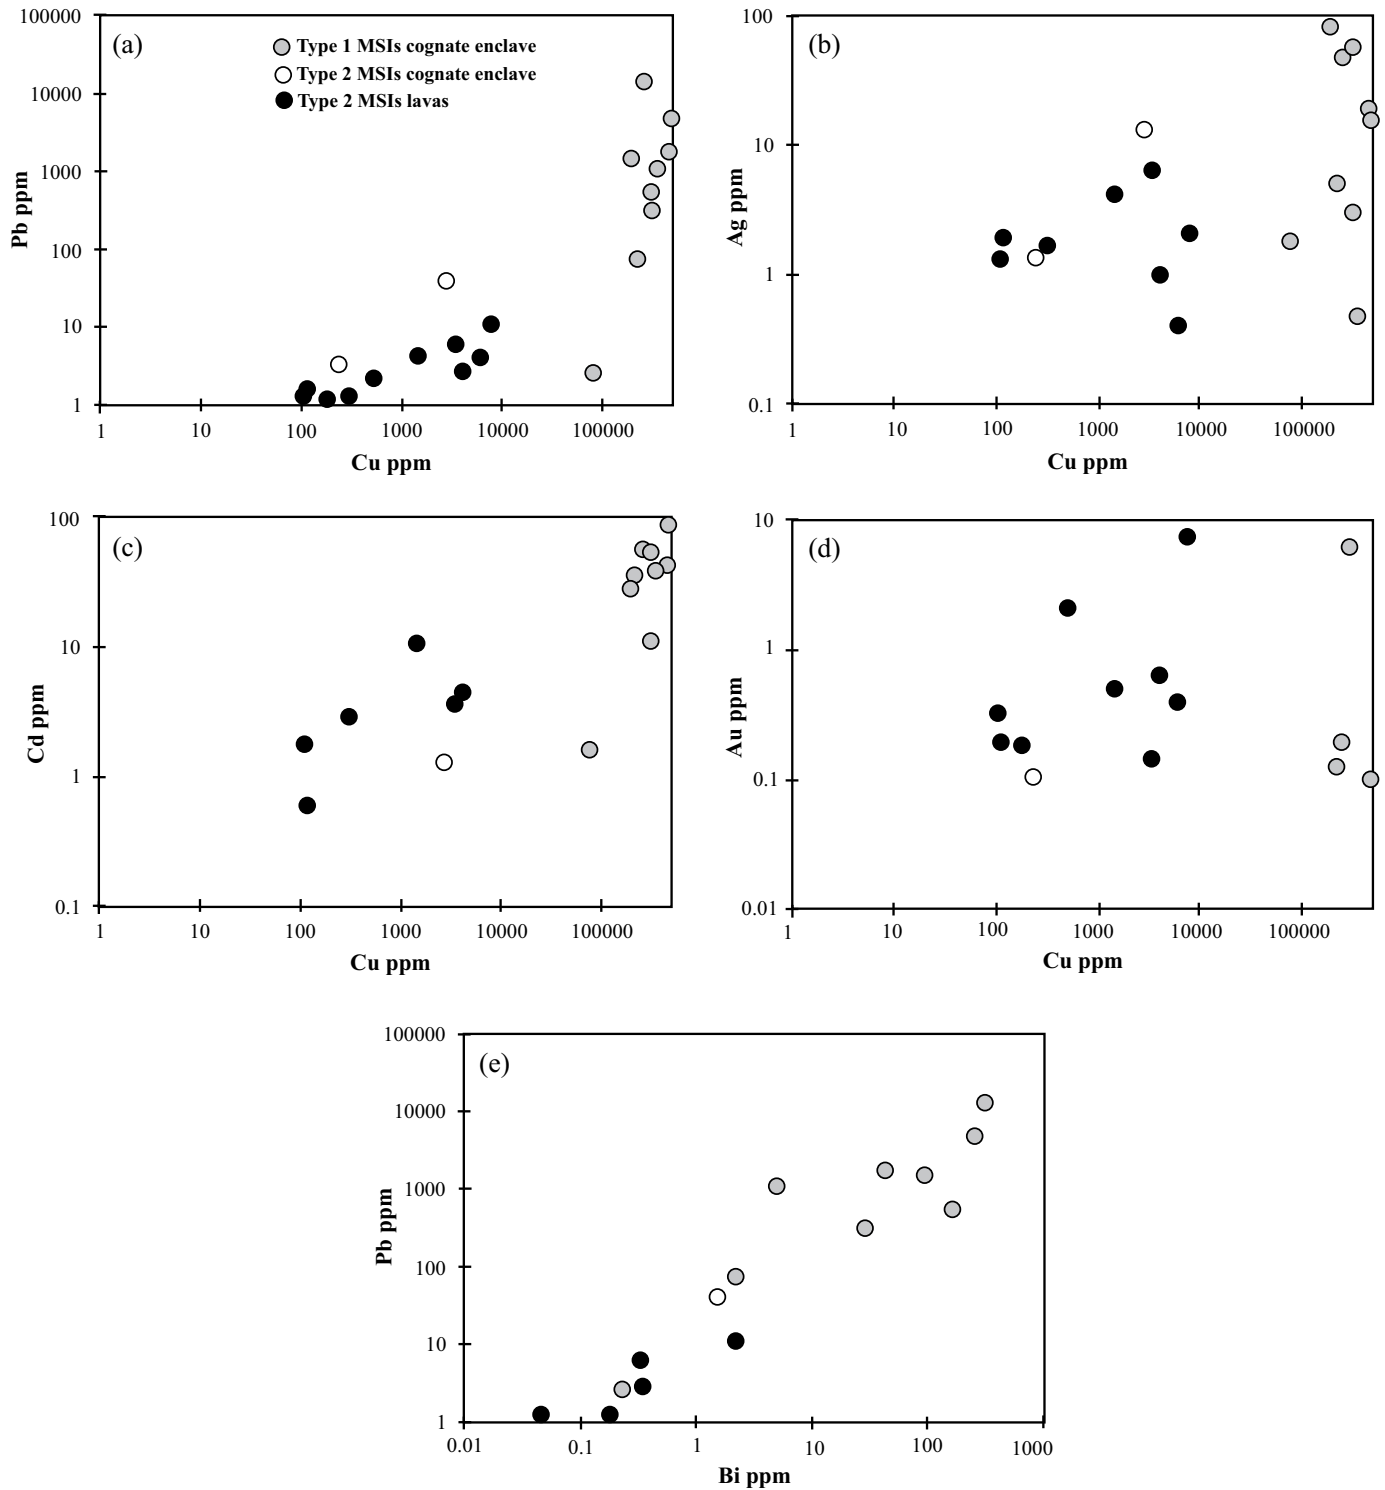 (a)
Type 1 MSIs cognate enclave
Type 2 MSIs cognate enclave
Type 2 MSIs lavas
100000
10000
1000
100
10
1
Pb ppm
1 10 100 1000 10000 100000
Cu ppm
(b)
100
10
1
0.1
Ag ppm
1 10 100 1000 10000 100000
Cu ppm
(c)
100
10
1
0.1
Cd ppm
1 10 100 1000 10000 100000
Cu ppm
(d)
10
1
0.1
0.01
Au ppm
1 10 100 1000 10000 100000
Cu ppm
(e)
100000
10000
1000
100
10
1
Pb ppm
0.01 0.1 1 10 100 1000
Bi ppm